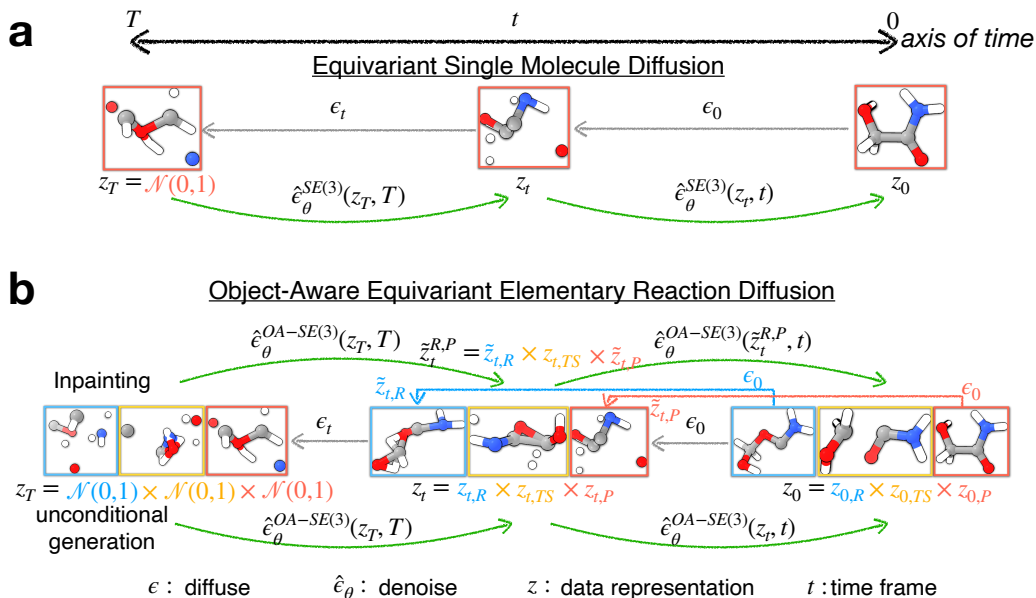 a
T t 0
axis of time
Equivariant Single Molecule Diffusion
ϵ_t ϵ_0
z_T = 𝒩(0,1) z_t z_0
ϵ̂_θ^{SE(3)}(z_T, T) ϵ̂_θ^{SE(3)}(z_t, t)
b
Object-Aware Equivariant Elementary Reaction Diffusion
ϵ̂_θ^{OA−SE(3)}(z_T, T) z̃_t^{R,P} = z̃_{t,R} × z_{t,TS} × z̃_{t,P} ϵ̂_θ^{OA−SE(3)}(z̃_t^{R,P}, t)
Inpainting z̃_{t,R} ϵ_0 ϵ_0
z̃_{t,P}
ϵ_t ϵ_0
z_T = 𝒩(0,1) × 𝒩(0,1) × 𝒩(0,1) z_t = z_{t,R} × z_{t,TS} × z_{t,P} z_0 = z_{0,R} × z_{0,TS} × z_{0,P}
unconditional
generation
ϵ̂_θ^{OA−SE(3)}(z_T, T) ϵ̂_θ^{OA−SE(3)}(z_t, t)
ϵ : diffuse ϵ̂_θ : denoise z : data representation t : time frame